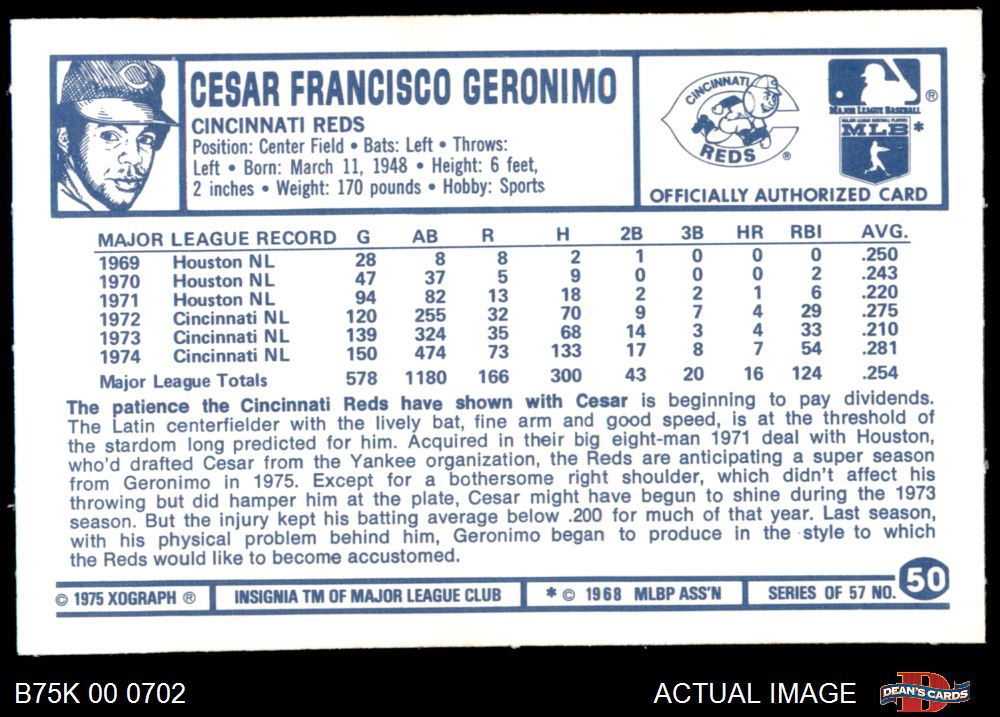 CESAR FRANCISCO GERONIMO
CINCINNATI REDS
Position: Center Field • Bats: Left • Throws:
Left • Born: March 11, 1948 • Height: 6 feet,
2 inches • Weight: 170 pounds • Hobby: Sports
CINCINNATI
REDS ®
® MAJOR LEAGUE BASEBALL
MAJOR LEAGUE BASEBALL PLAYERS
MLB *
OFFICIALLY AUTHORIZED CARD
MAJOR LEAGUE RECORD G AB R H 2B 3B HR RBI AVG.
1969 Houston NL 28 8 8 2 1 0 0 0 .250
1970 Houston NL 47 37 5 9 0 0 0 2 .243
1971 Houston NL 94 82 13 18 2 2 1 6 .220
1972 Cincinnati NL 120 255 32 70 9 7 4 29 .275
1973 Cincinnati NL 139 324 35 68 14 3 4 33 .210
1974 Cincinnati NL 150 474 73 133 17 8 7 54 .281
Major League Totals 578 1180 166 300 43 20 16 124 .254
The patience the Cincinnati Reds have shown with Cesar is beginning to pay dividends.
The Latin centerfielder with the lively bat, fine arm and good speed, is at the threshold of
the stardom long predicted for him. Acquired in their big eight-man 1971 deal with Houston,
who'd drafted Cesar from the Yankee organization, the Reds are anticipating a super season
from Geronimo in 1975. Except for a bothersome right shoulder, which didn't affect his
throwing but did hamper him at the plate, Cesar might have begun to shine during the 1973
season. But the injury kept his batting average below .200 for much of that year. Last season,
with his physical problem behind him, Geronimo began to produce in the style to which
the Reds would like to become accustomed.
© 1975 XOGRAPH ® INSIGNIA TM OF MAJOR LEAGUE CLUB * © 1968 MLBP ASS'N SERIES OF 57 NO. 50
B75K 00 0702 ACTUAL IMAGE DEAN'S CARDS